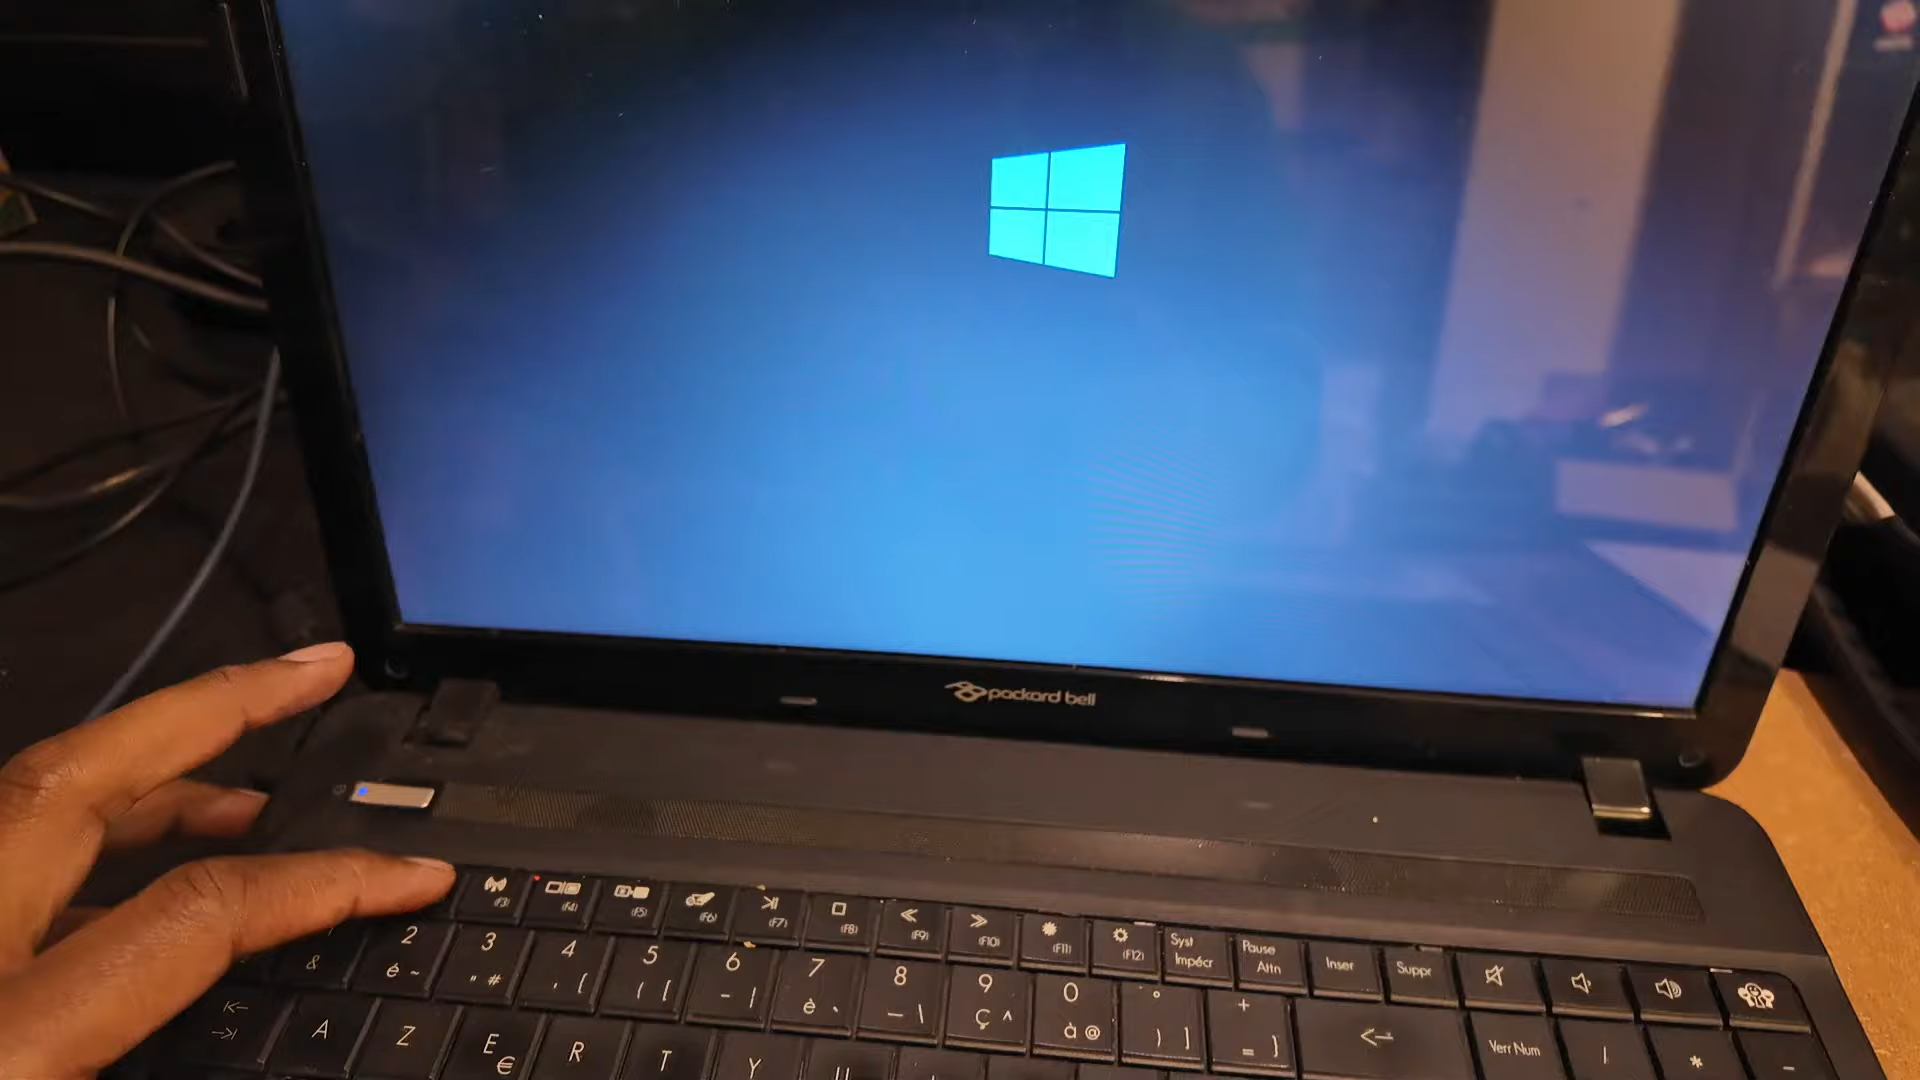 packard bell
(F3)
(F4)
(F5)
(F6)
(F7)
(F8)
(F9)
(F10)
(F11)
(F12)
Syst
Impécr
Pause
Attn
Inser
Suppr
&
2
é ~
3
" #
4
' {
5
( [
6
- |
7
è `
8
_ \
9
ç ^
0
à @
°
) ]
+
= }
Verr Num
/
*
-
A
Z
E
€
R
T
Y